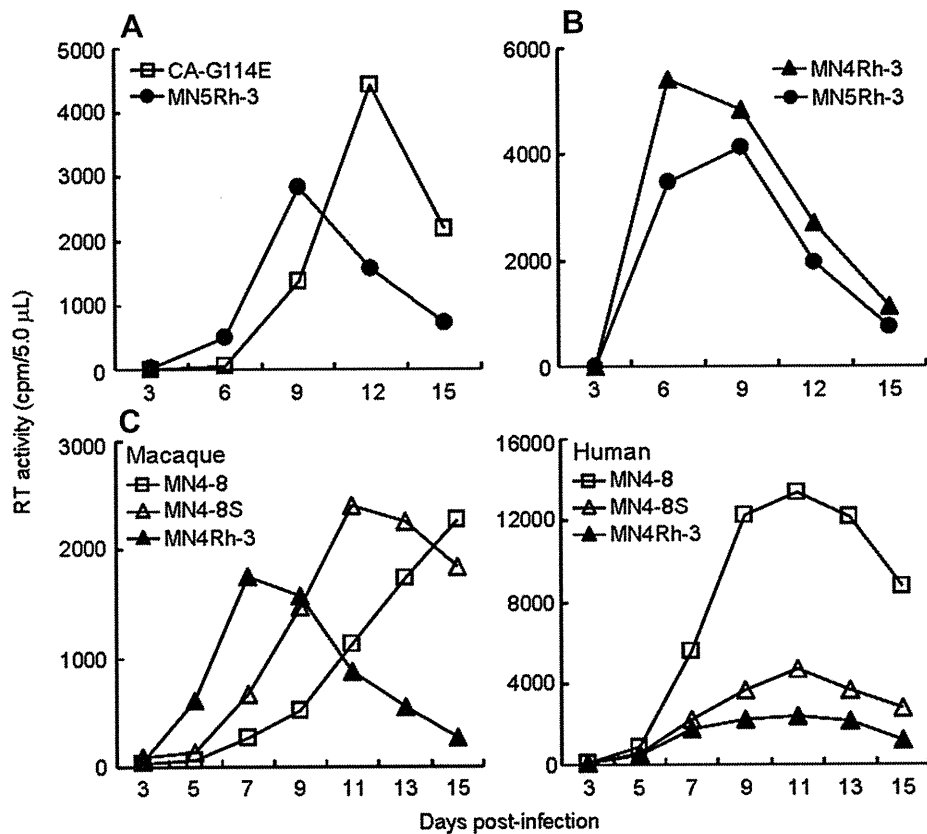 A
5000
4000
3000
2000
1000
0
CA-G114E
MN5Rh-3
3 6 9 12 15
B
6000
4000
2000
0
MN4Rh-3
MN5Rh-3
3 6 9 12 15
RT activity (cpm/5.0 μL)
C
3000
2000
1000
0
Macaque
MN4-8
MN4-8S
MN4Rh-3
3 5 7 9 11 13 15
16000
12000
8000
4000
0
Human
MN4-8
MN4-8S
MN4Rh-3
3 5 7 9 11 13 15
Days post-infection